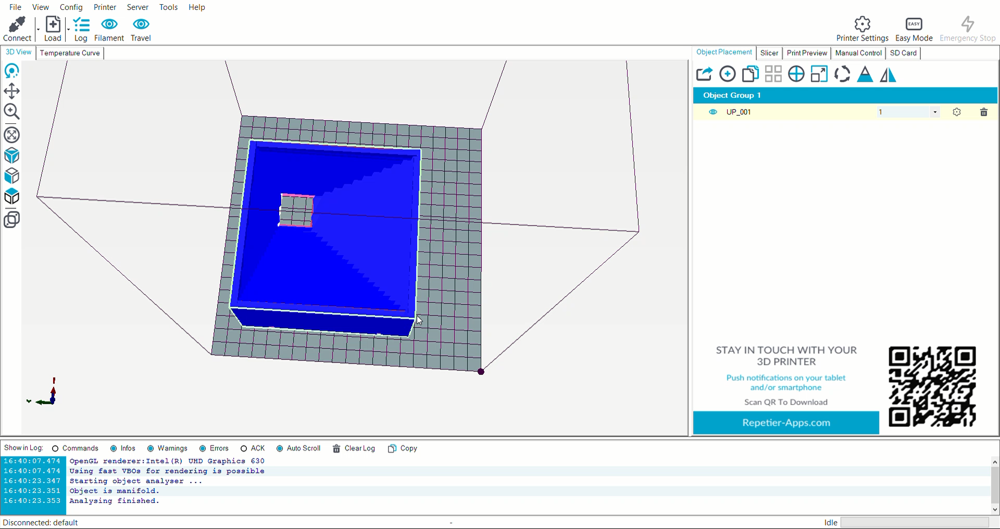 File View Config Printer Server Tools Help
Connect Load Log Filament Travel Printer Settings EASY Easy Mode Emergency Stop
3D View Temperature Curve
Object Placement Slicer Print Preview Manual Control SD Card
Object Group 1
UP_001 1
STAY IN TOUCH WITH YOUR
3D PRINTER
Push notifications on your tablet
and/or smartphone
Scan QR To Download
Repetier-Apps.com
Show in Log: Commands Infos Warnings Errors ACK Auto Scroll Clear Log Copy
16:40:07.474 OpenGL renderer:Intel(R) UHD Graphics 630
16:40:07.474 Using fast VBOs for rendering is possible
16:40:23.347 Starting object analyser ...
16:40:23.351 Object is manifold.
16:40:23.353 Analysing finished.
Disconnected: default - Idle